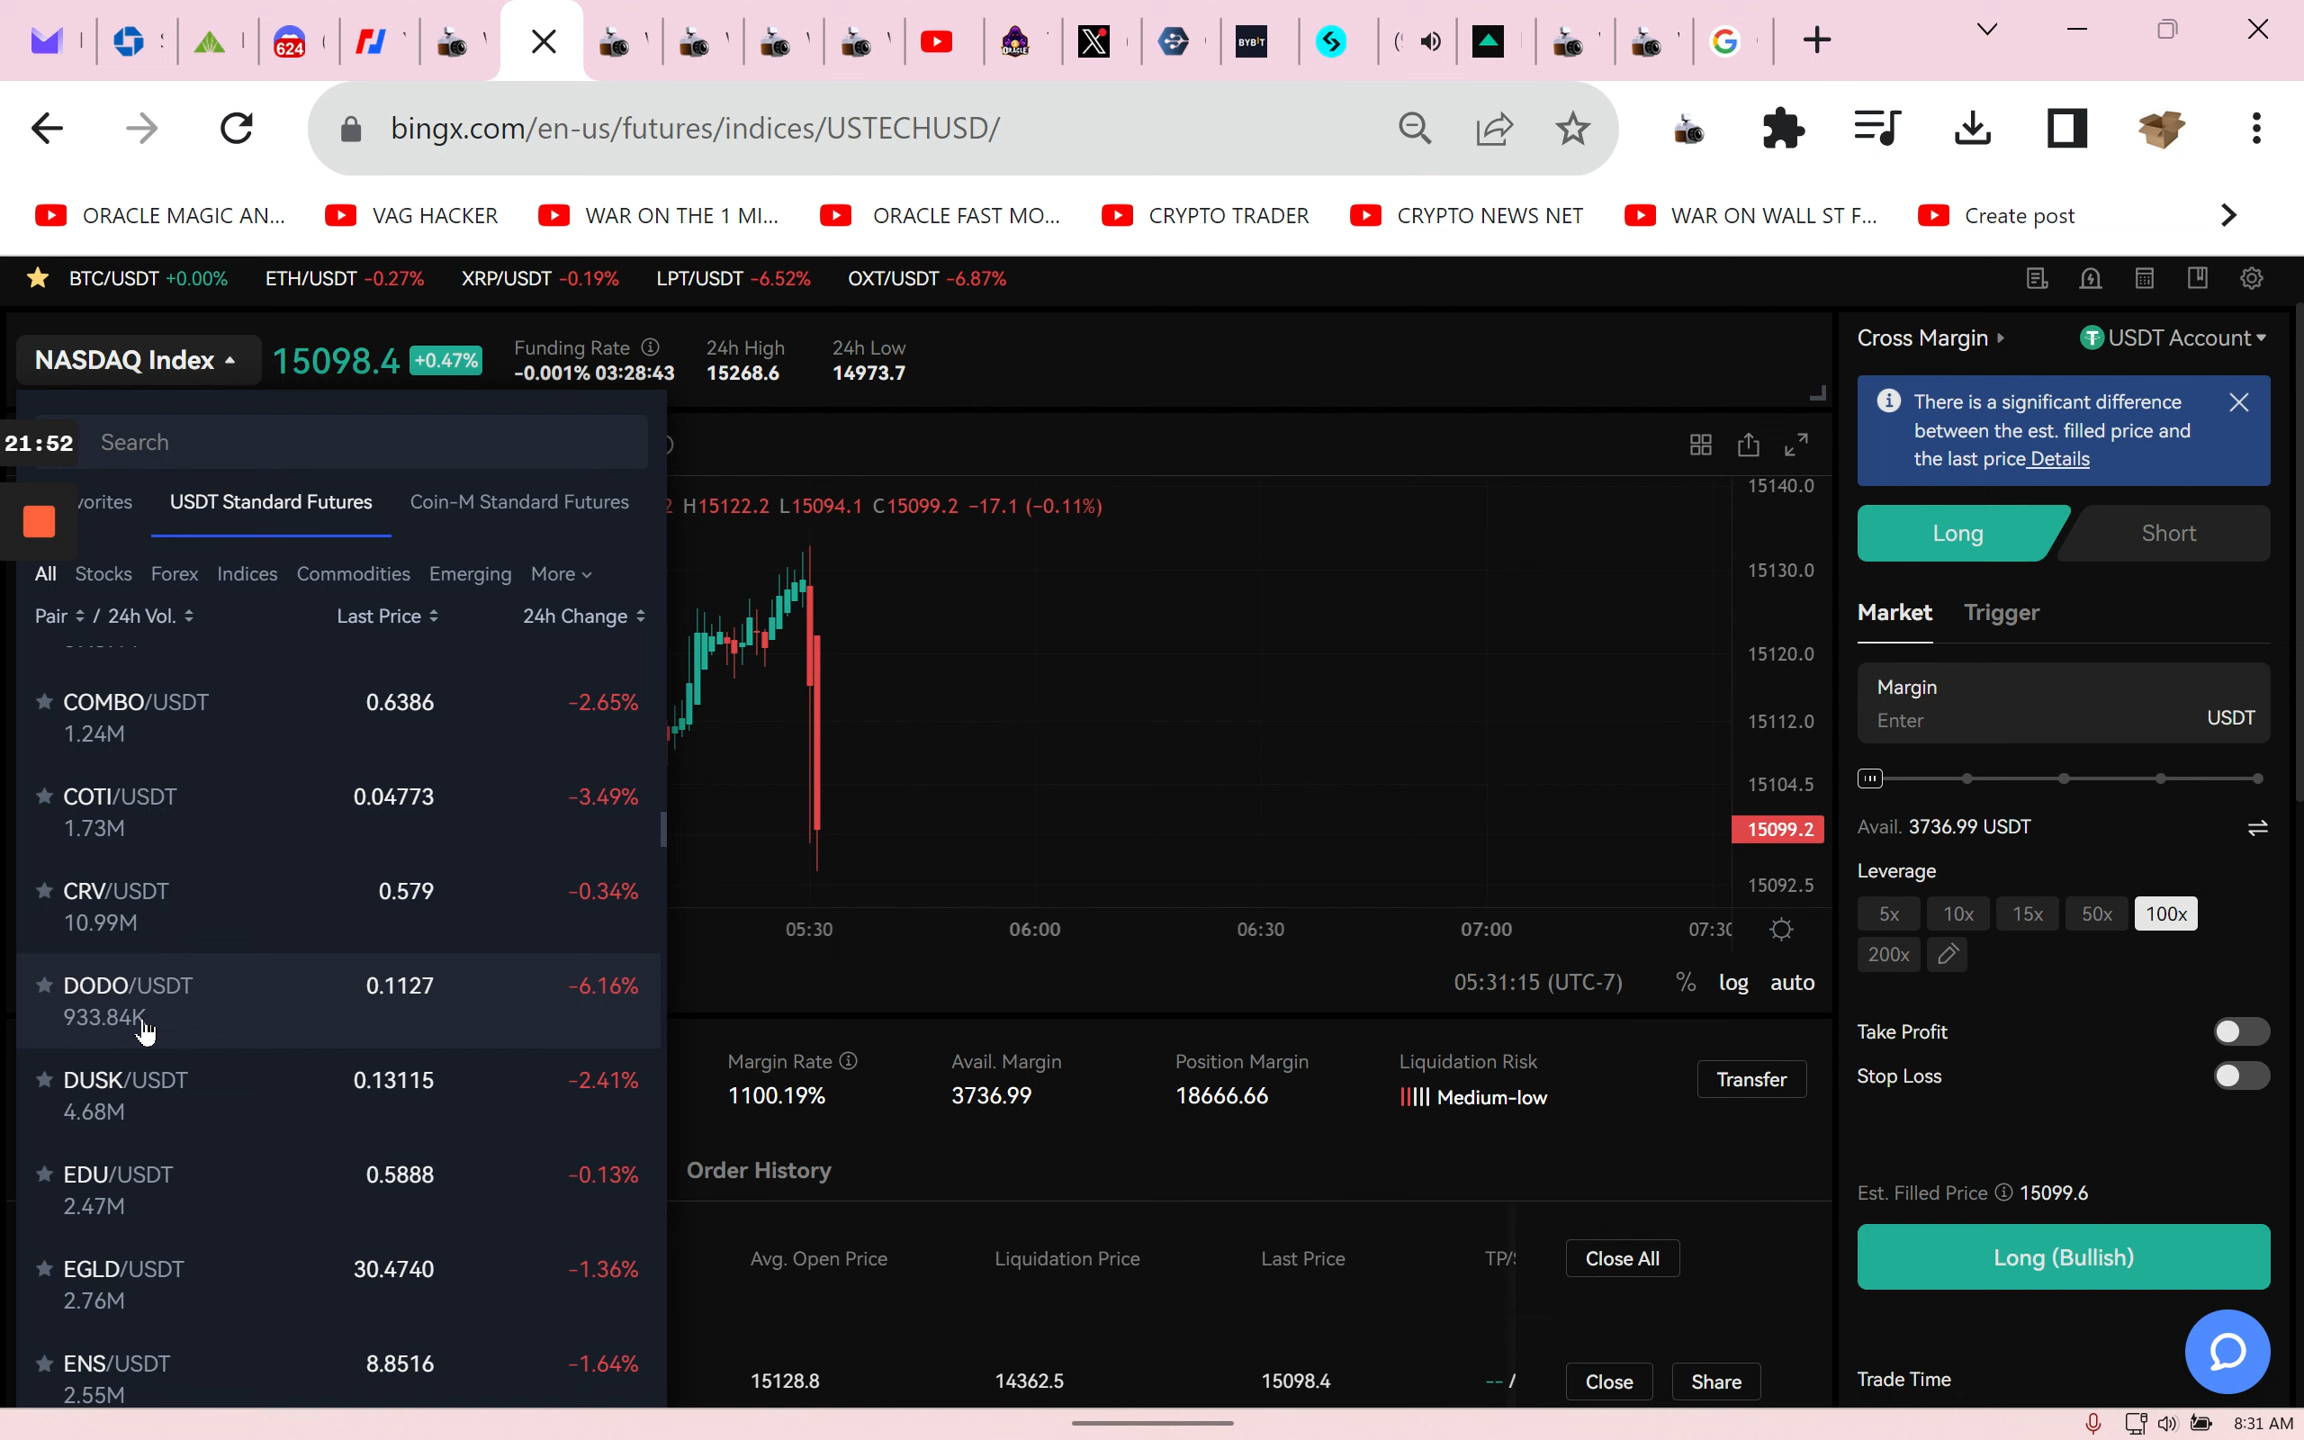 624
BYBIT
bingx.com/en-us/futures/indices/USTECHUSD/
ORACLE MAGIC AN... VAG HACKER WAR ON THE 1 MI... ORACLE FAST MO... CRYPTO TRADER CRYPTO NEWS NET WAR ON WALL ST F... Create post
BTC/USDT +0.00% ETH/USDT -0.27% XRP/USDT -0.19% LPT/USDT -6.52% OXT/USDT -6.87%
NASDAQ Index 15098.4 +0.47%
Funding Rate 24h High 24h Low
-0.001% 03:28:43 15268.6 14973.7
21:52 Search
vorites USDT Standard Futures Coin-M Standard Futures
All Stocks Forex Indices Commodities Emerging More
Pair / 24h Vol. Last Price 24h Change
COMBO/USDT 0.6386 -2.65%
1.24M
COTI/USDT 0.04773 -3.49%
1.73M
CRV/USDT 0.579 -0.34%
10.99M
DODO/USDT 0.1127 -6.16%
933.84K
DUSK/USDT 0.13115 -2.41%
4.68M
EDU/USDT 0.5888 -0.13%
2.47M
EGLD/USDT 30.4740 -1.36%
2.76M
ENS/USDT 8.8516 -1.64%
2.55M
2 H15122.2 L15094.1 C15099.2 -17.1 (-0.11%)
15140.0
15130.0
15120.0
15112.0
15104.5
15099.2
15092.5
05:30 06:00 06:30 07:00 07:30
05:31:15 (UTC-7) % log auto
Margin Rate Avail. Margin Position Margin Liquidation Risk
1100.19% 3736.99 18666.66 Medium-low
Transfer
Order History
Avg. Open Price Liquidation Price Last Price TP/S Close All
15128.8 14362.5 15098.4 -- / Close Share
Cross Margin USDT Account
There is a significant difference
between the est. filled price and
the last price Details
Long Short
Market Trigger
Margin
Enter USDT
Avail. 3736.99 USDT
Leverage
5x 10x 15x 50x 100x
200x
Take Profit
Stop Loss
Est. Filled Price 15099.6
Long (Bullish)
Trade Time
8:31 AM